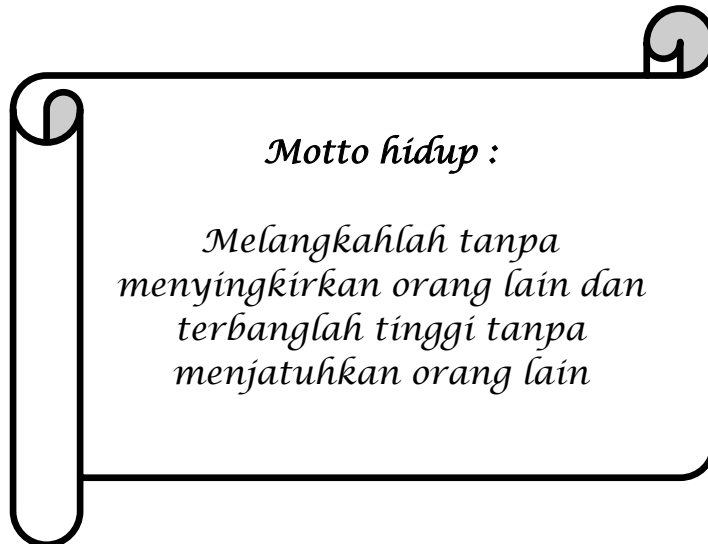 Motto hidup :
Melangkahlah tanpa
menyingkirkan orang lain dan
terbanglah tinggi tanpa
menjatuhkan orang lain